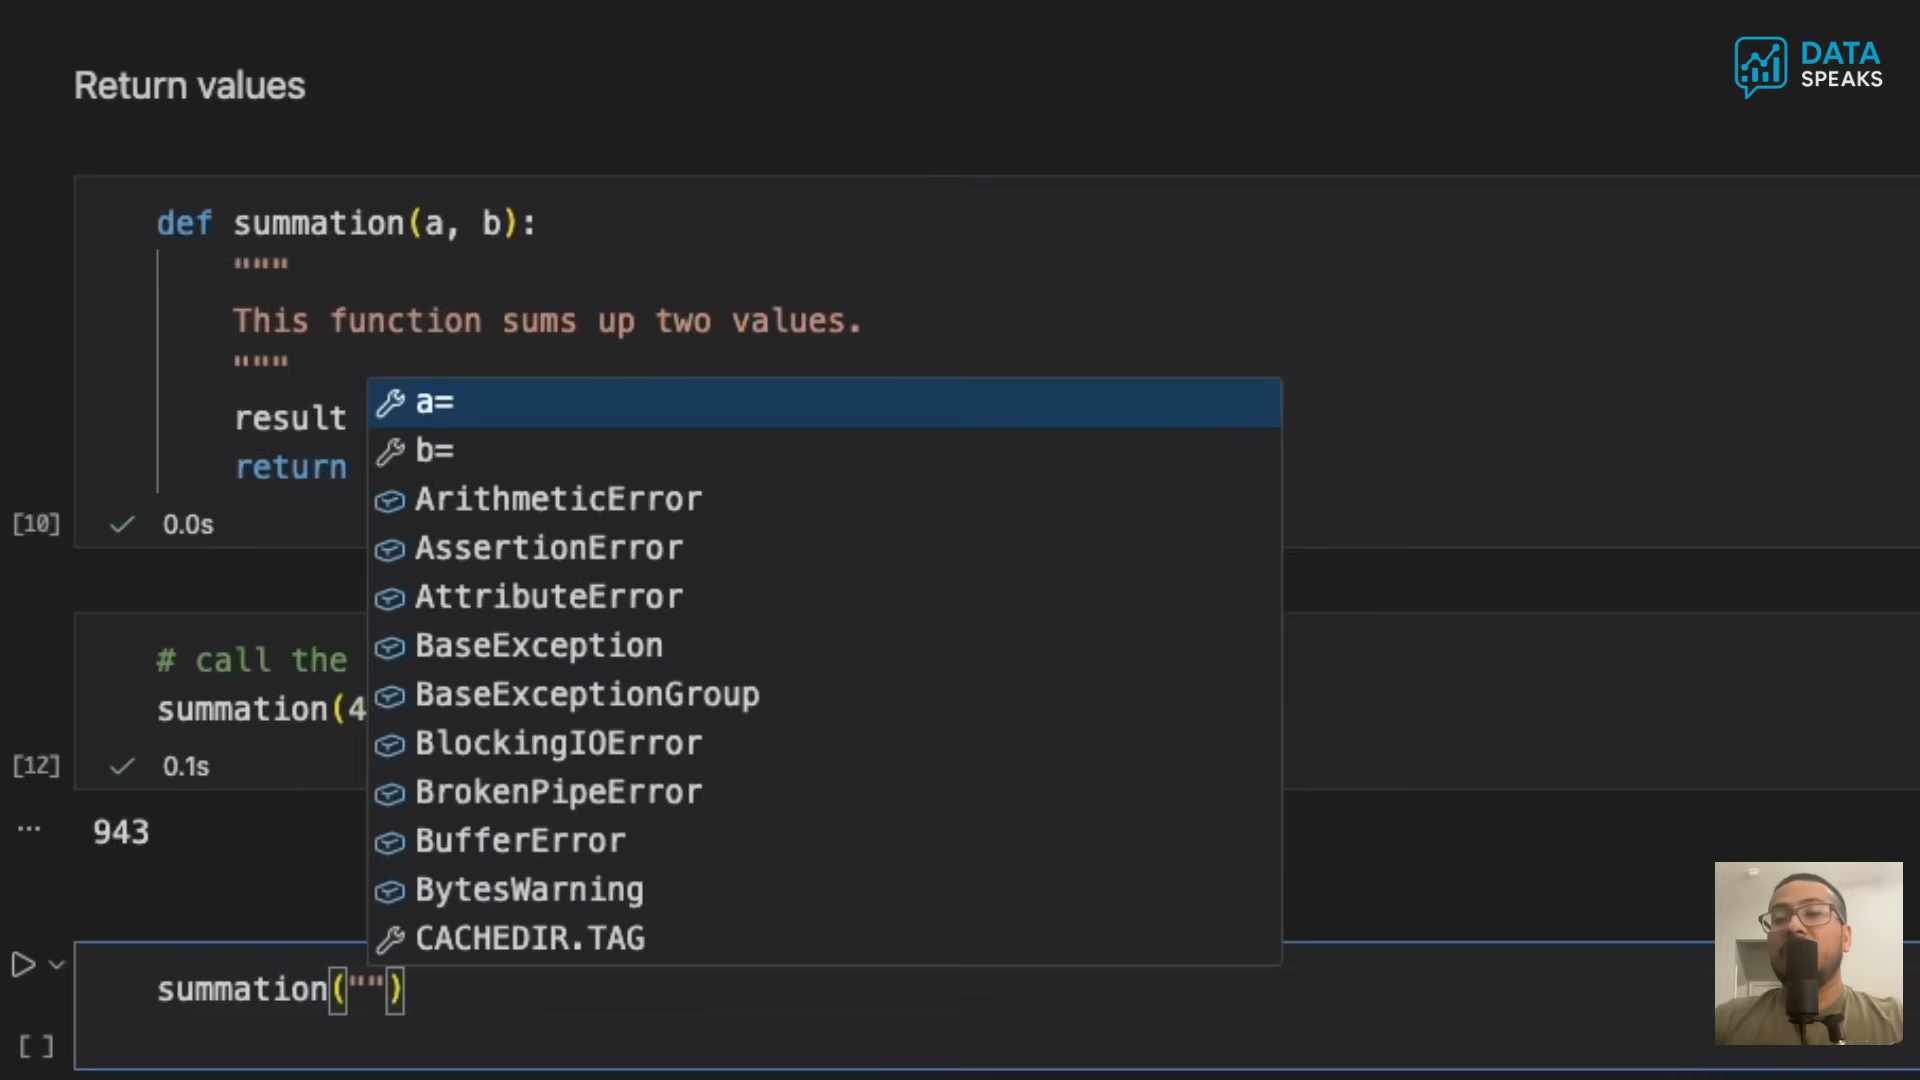 DATA
SPEAKS
Return values
def summation(a, b):
"""
This function sums up two values.
"""
result
return
[10] 0.0s
a=
b=
ArithmeticError
AssertionError
AttributeError
BaseException
BaseExceptionGroup
BlockingIOError
BrokenPipeError
BufferError
BytesWarning
CACHEDIR.TAG
# call the
summation(4
[12] 0.1s
... 943
summation("")
[ ]